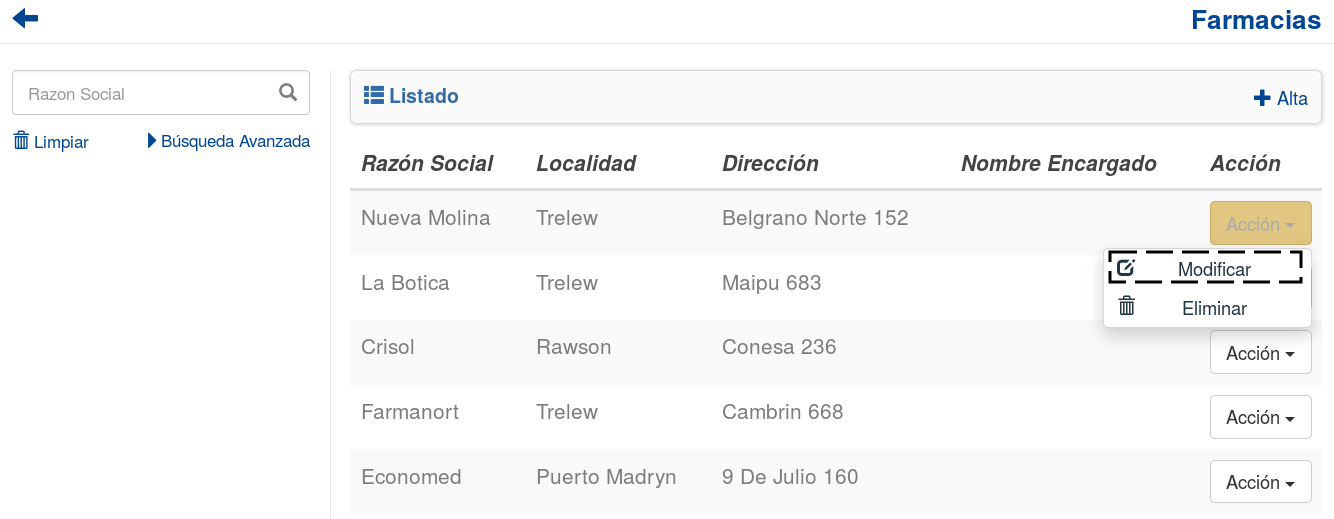 Farmacias
Razon Social
Limpiar Búsqueda Avanzada
Listado Alta
Razón Social Localidad Dirección Nombre Encargado Acción
Nueva Molina Trelew Belgrano Norte 152 Acción
Modificar
Eliminar
La Botica Trelew Maipu 683
Crisol Rawson Conesa 236 Acción
Farmanort Trelew Cambrin 668 Acción
Economed Puerto Madryn 9 De Julio 160 Acción